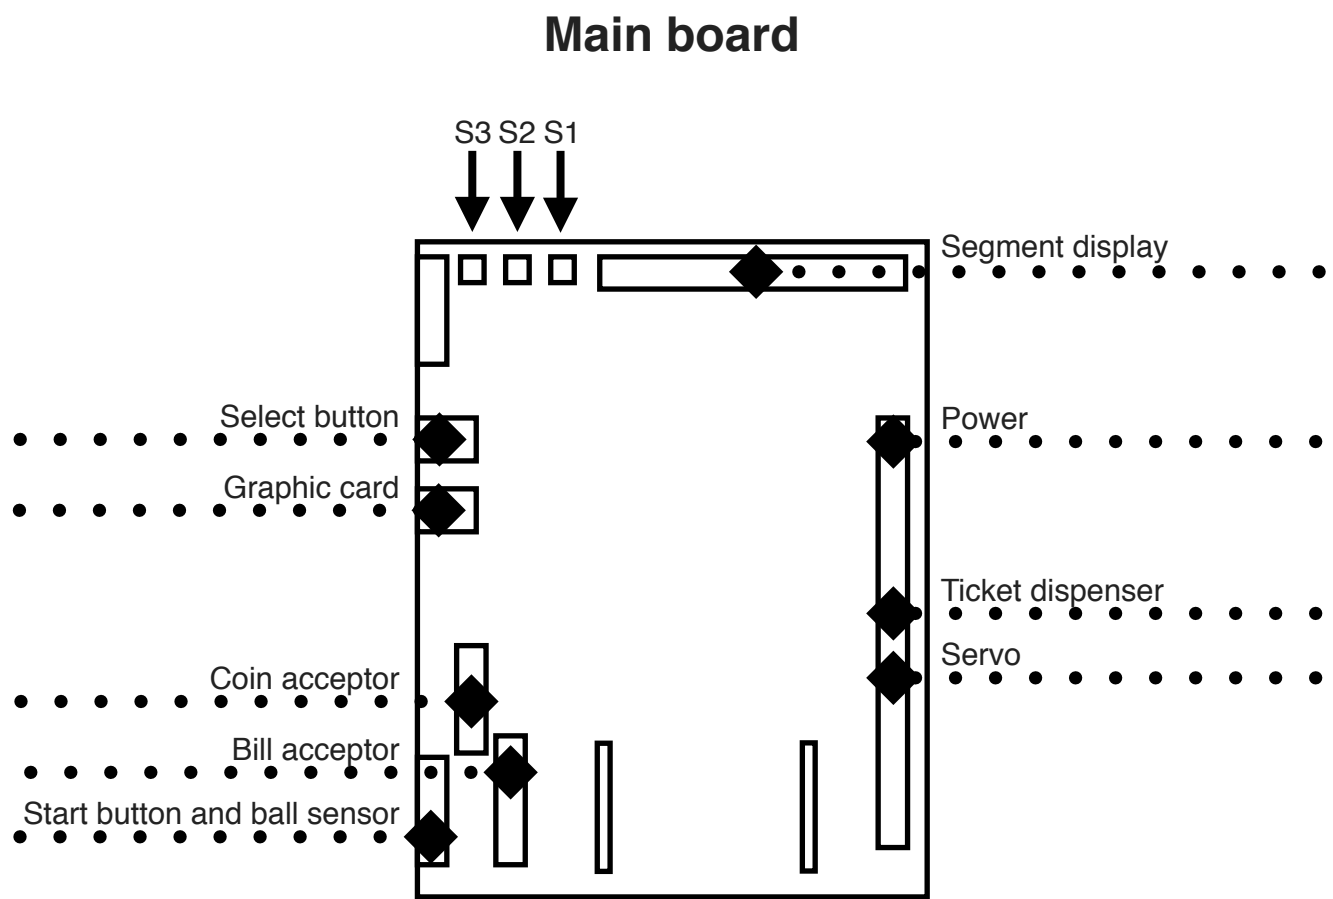 Main board
S3 S2 S1
Segment display
Select button
Power
Graphic card
Ticket dispenser
Servo
Coin acceptor
Bill acceptor
Start button and ball sensor